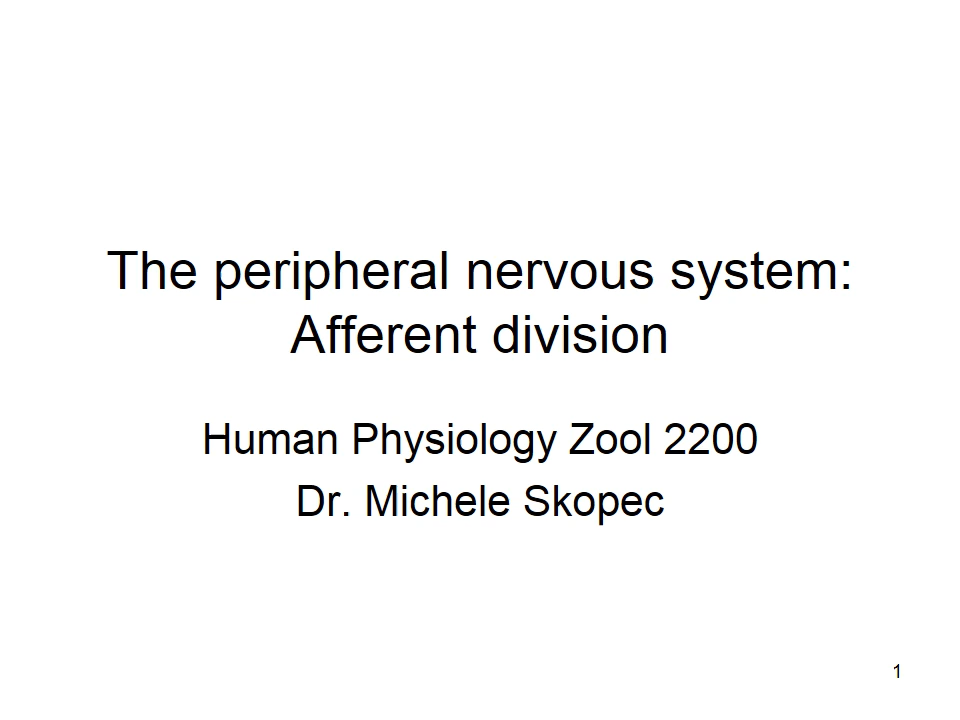 The peripheral nervous system:
Afferent division
Human Physiology Zool 2200
Dr. Michele Skopec
1